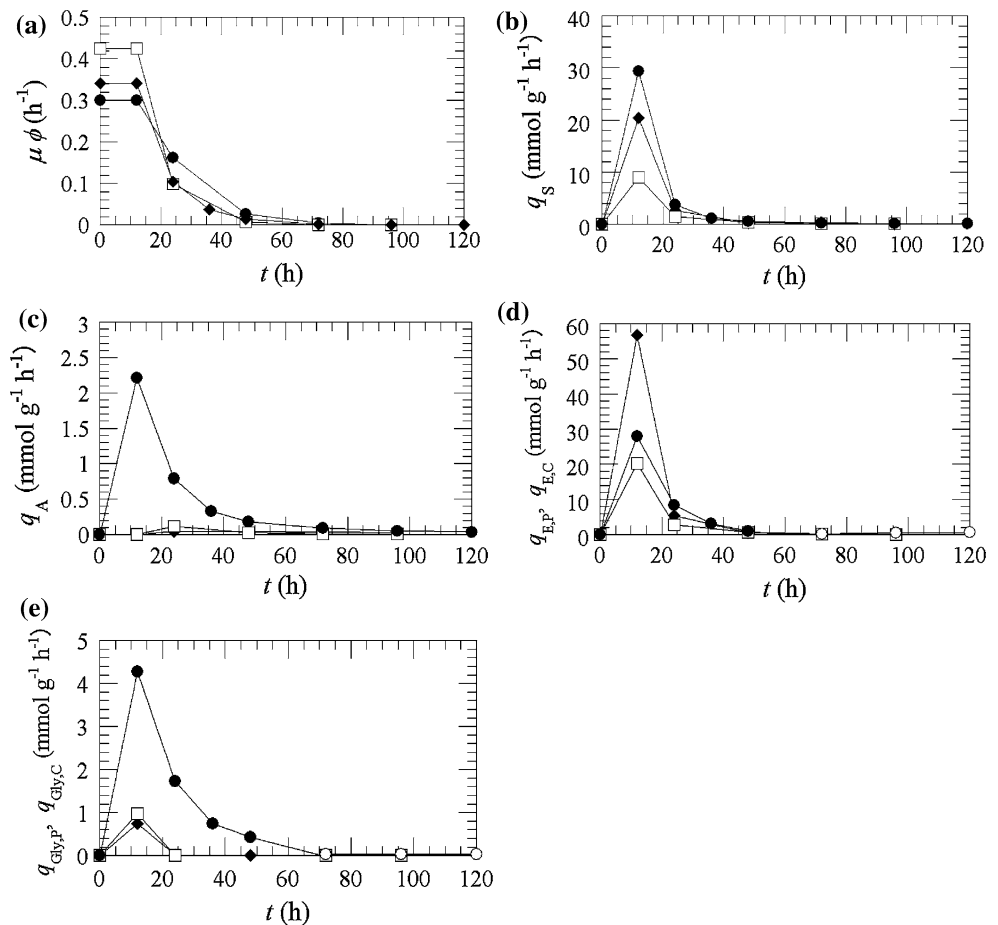 (a)
0.5
0.4
0.3
0.2
0.1
0
μ ϕ (h⁻¹)
0 20 40 60 80 100 120
t (h)
(b)
40
30
20
10
0
q_S (mmol g⁻¹ h⁻¹)
0 20 40 60 80 100 120
t (h)
(c)
3
2.5
2
1.5
1
0.5
0
q_A (mmol g⁻¹ h⁻¹)
0 20 40 60 80 100 120
t (h)
(d)
60
50
40
30
20
10
0
q_E,P, q_E,C (mmol g⁻¹ h⁻¹)
0 20 40 60 80 100 120
t (h)
(e)
5
4
3
2
1
0
q_Gly,P, q_Gly,C (mmol g⁻¹ h⁻¹)
0 20 40 60 80 100 120
t (h)